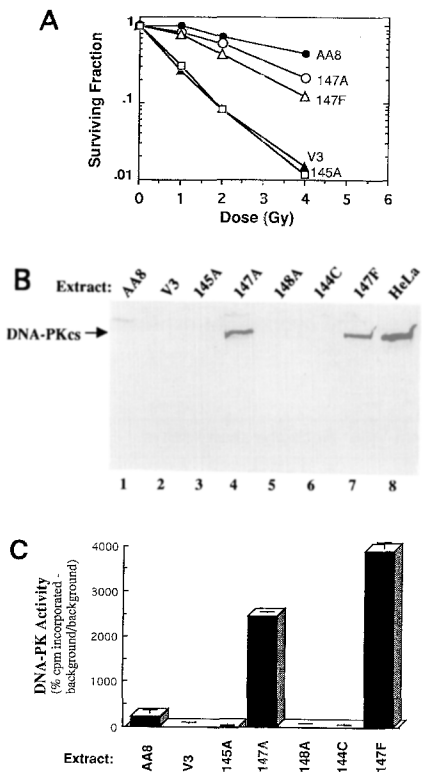 A
1
.1
.01
Surviving Fraction
AA8
147A
147F
V3
145A
0 1 2 3 4 5 6
Dose (Gy)
B
Extract: AA8 V3 145A 147A 148A 144C 147F HeLa
DNA-PKcs
1 2 3 4 5 6 7 8
C
DNA-PK Activity
(% cpm incorporated -
background/background)
4000
3000
2000
1000
0
Extract: AA8 V3 145A 147A 148A 144C 147F